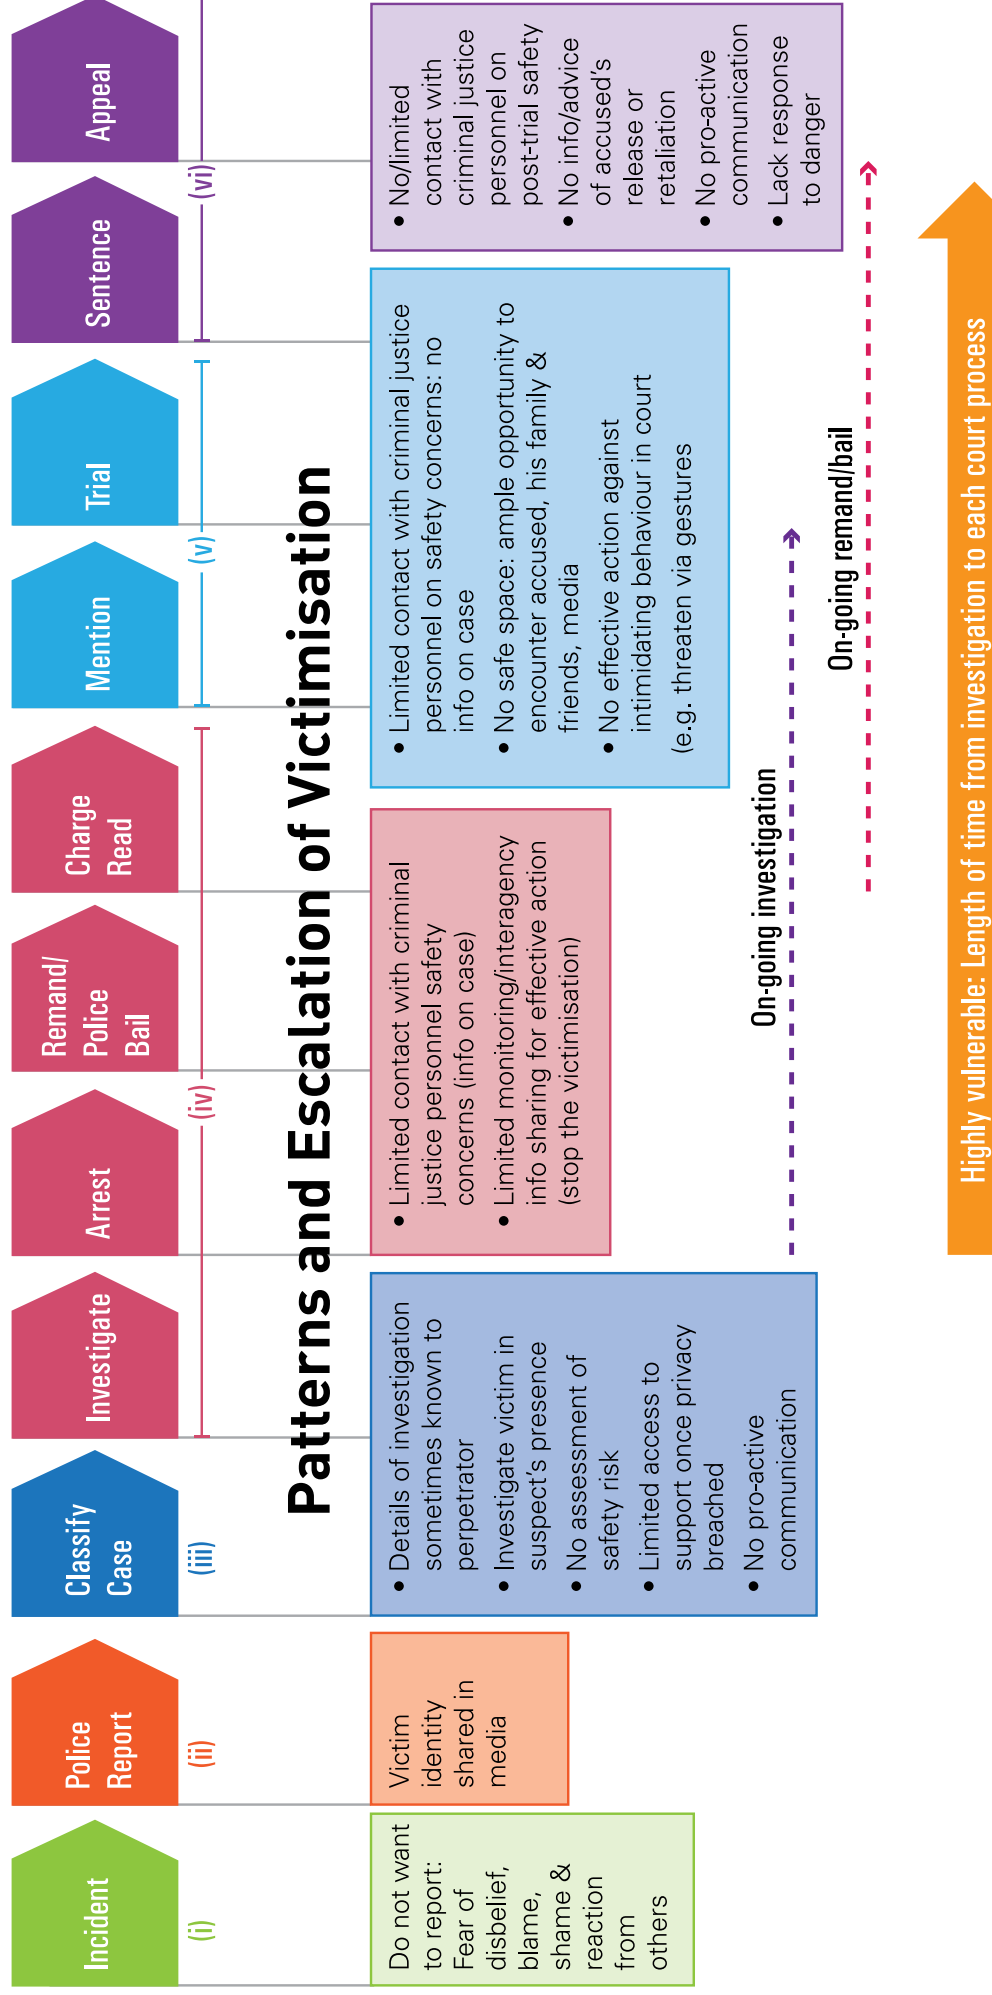 Incident
Police
Report
Classify
Case
Investigate
Arrest
Remand/
Police
Bail
Charge
Read
Mention
Trial
Sentence
Appeal
(i)
(ii)
(iii)
(iv)
(v)
(vi)
Patterns and Escalation of Victimisation
Do not want
to report:
Fear of
disbelief,
blame,
shame &
reaction
from
others
Victim
identity
shared in
media
• Details of investigation
sometimes known to
perpetrator
• Investigate victim in
suspect's presence
• No assessment of
safety risk
• Limited access to
support once privacy
breached
• No pro-active
communication
• Limited contact with criminal
justice personnel safety
concerns (info on case)
• Limited monitoring/interagency
info sharing for effective action
(stop the victimisation)
• Limited contact with criminal justice
personnel on safety concerns: no
info on case
• No safe space: ample opportunity to
encounter accused, his family &
friends, media
• No effective action against
intimidating behaviour in court
(e.g. threaten via gestures
• No/limited
contact with
criminal justice
personnel on
post-trial safety
• No info/advice
of accused's
release or
retaliation
• No pro-active
communication
• Lack response
to danger
On-going investigation
On-going remand/bail
Highly vulnerable: Length of time from investigation to each court process